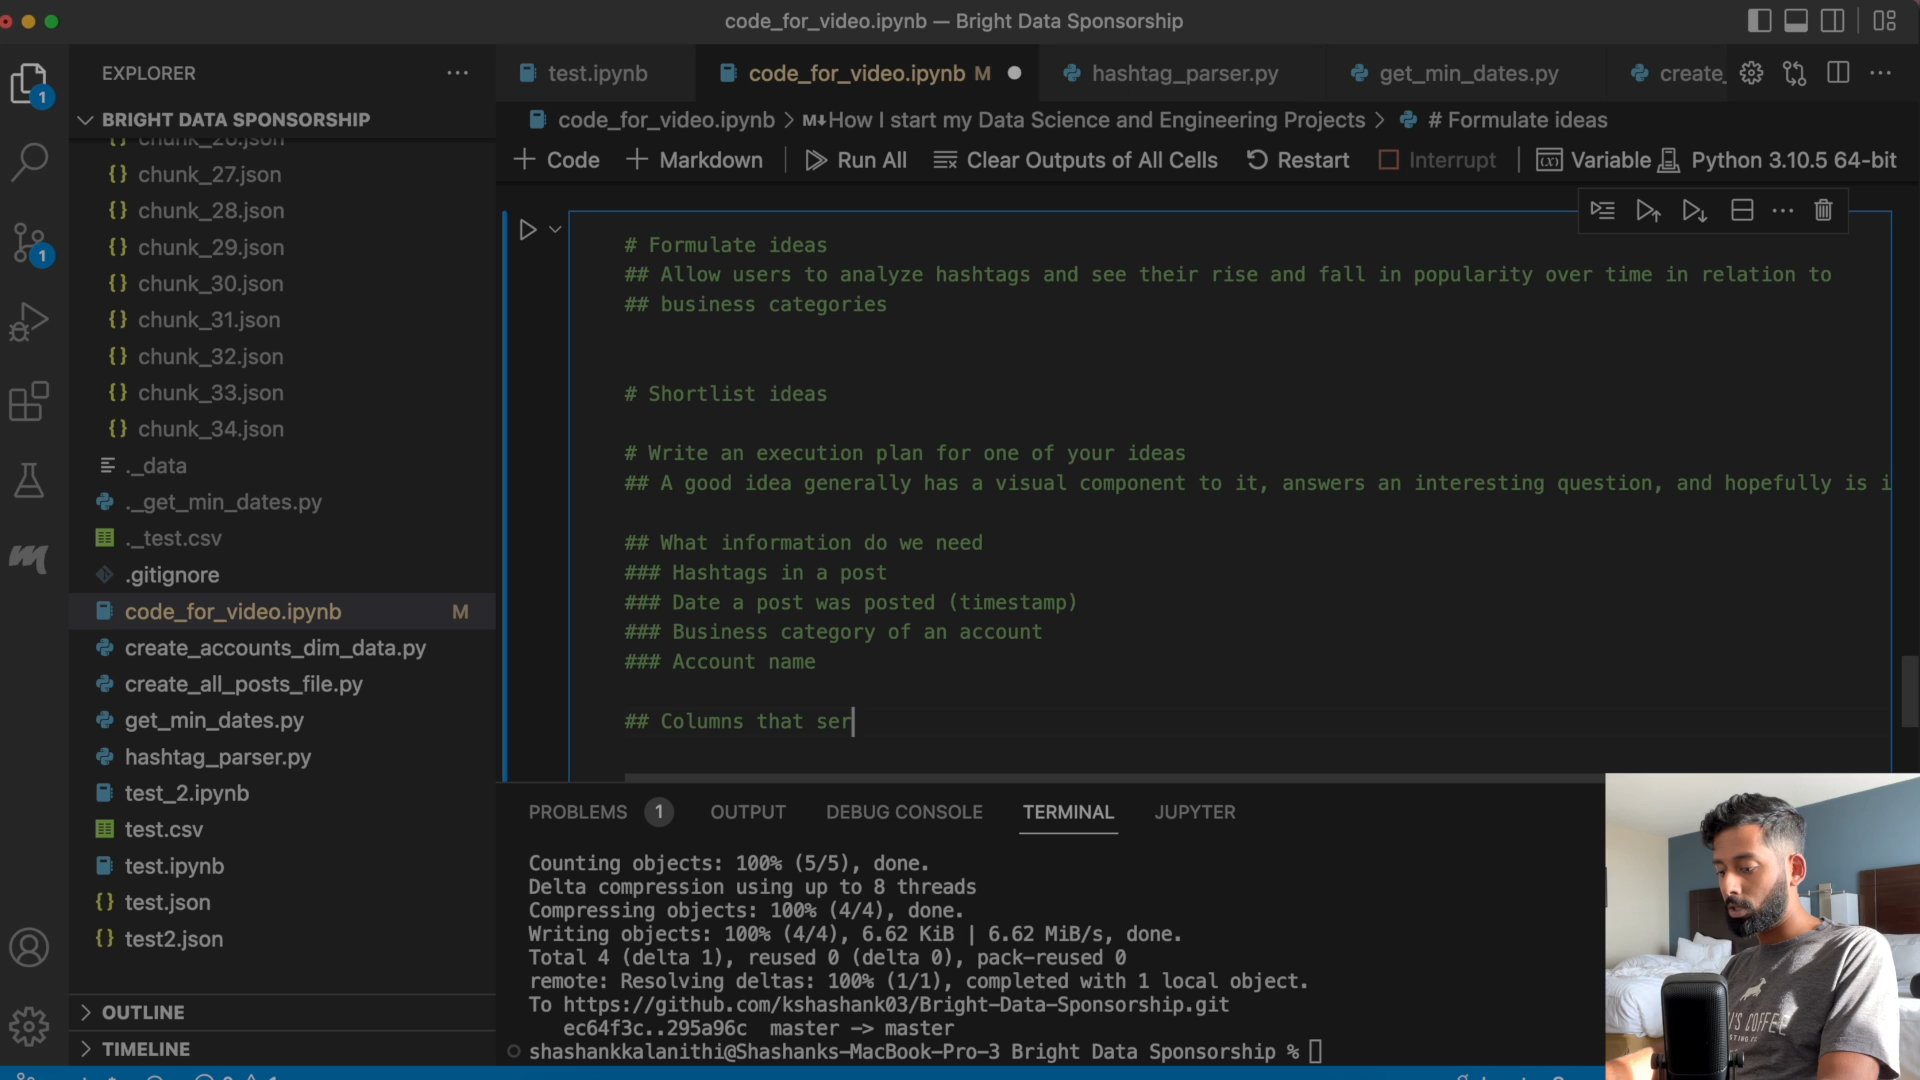 code_for_video.ipynb — Bright Data Sponsorship
EXPLORER
1
test.ipynb
code_for_video.ipynb M
hashtag_parser.py
get_min_dates.py
create_
BRIGHT DATA SPONSORSHIP
code_for_video.ipynb > M↓How I start my Data Science and Engineering Projects > # Formulate ideas
Code
Markdown
Run All
Clear Outputs of All Cells
Restart
Interrupt
Variable
Python 3.10.5 64-bit
chunk_26.json
{} chunk_27.json
{} chunk_28.json
{} chunk_29.json
{} chunk_30.json
{} chunk_31.json
{} chunk_32.json
{} chunk_33.json
{} chunk_34.json
._data
._get_min_dates.py
._test.csv
.gitignore
code_for_video.ipynb M
create_accounts_dim_data.py
create_all_posts_file.py
get_min_dates.py
hashtag_parser.py
test_2.ipynb
test.csv
test.ipynb
{} test.json
{} test2.json
OUTLINE
TIMELINE
1
# Formulate ideas
## Allow users to analyze hashtags and see their rise and fall in popularity over time in relation to
## business categories
# Shortlist ideas
# Write an execution plan for one of your ideas
## A good idea generally has a visual component to it, answers an interesting question, and hopefully is i
## What information do we need
### Hashtags in a post
### Date a post was posted (timestamp)
### Business category of an account
### Account name
## Columns that ser
PROBLEMS 1 OUTPUT DEBUG CONSOLE TERMINAL JUPYTER
Counting objects: 100% (5/5), done.
Delta compression using up to 8 threads
Compressing objects: 100% (4/4), done.
Writing objects: 100% (4/4), 6.62 KiB | 6.62 MiB/s, done.
Total 4 (delta 1), reused 0 (delta 0), pack-reused 0
remote: Resolving deltas: 100% (1/1), completed with 1 local object.
To https://github.com/kshashank03/Bright-Data-Sponsorship.git
ec64f3c..295a96c master -> master
shashankkalanithi@Shashanks-MacBook-Pro-3 Bright Data Sponsorship %
COFFEE